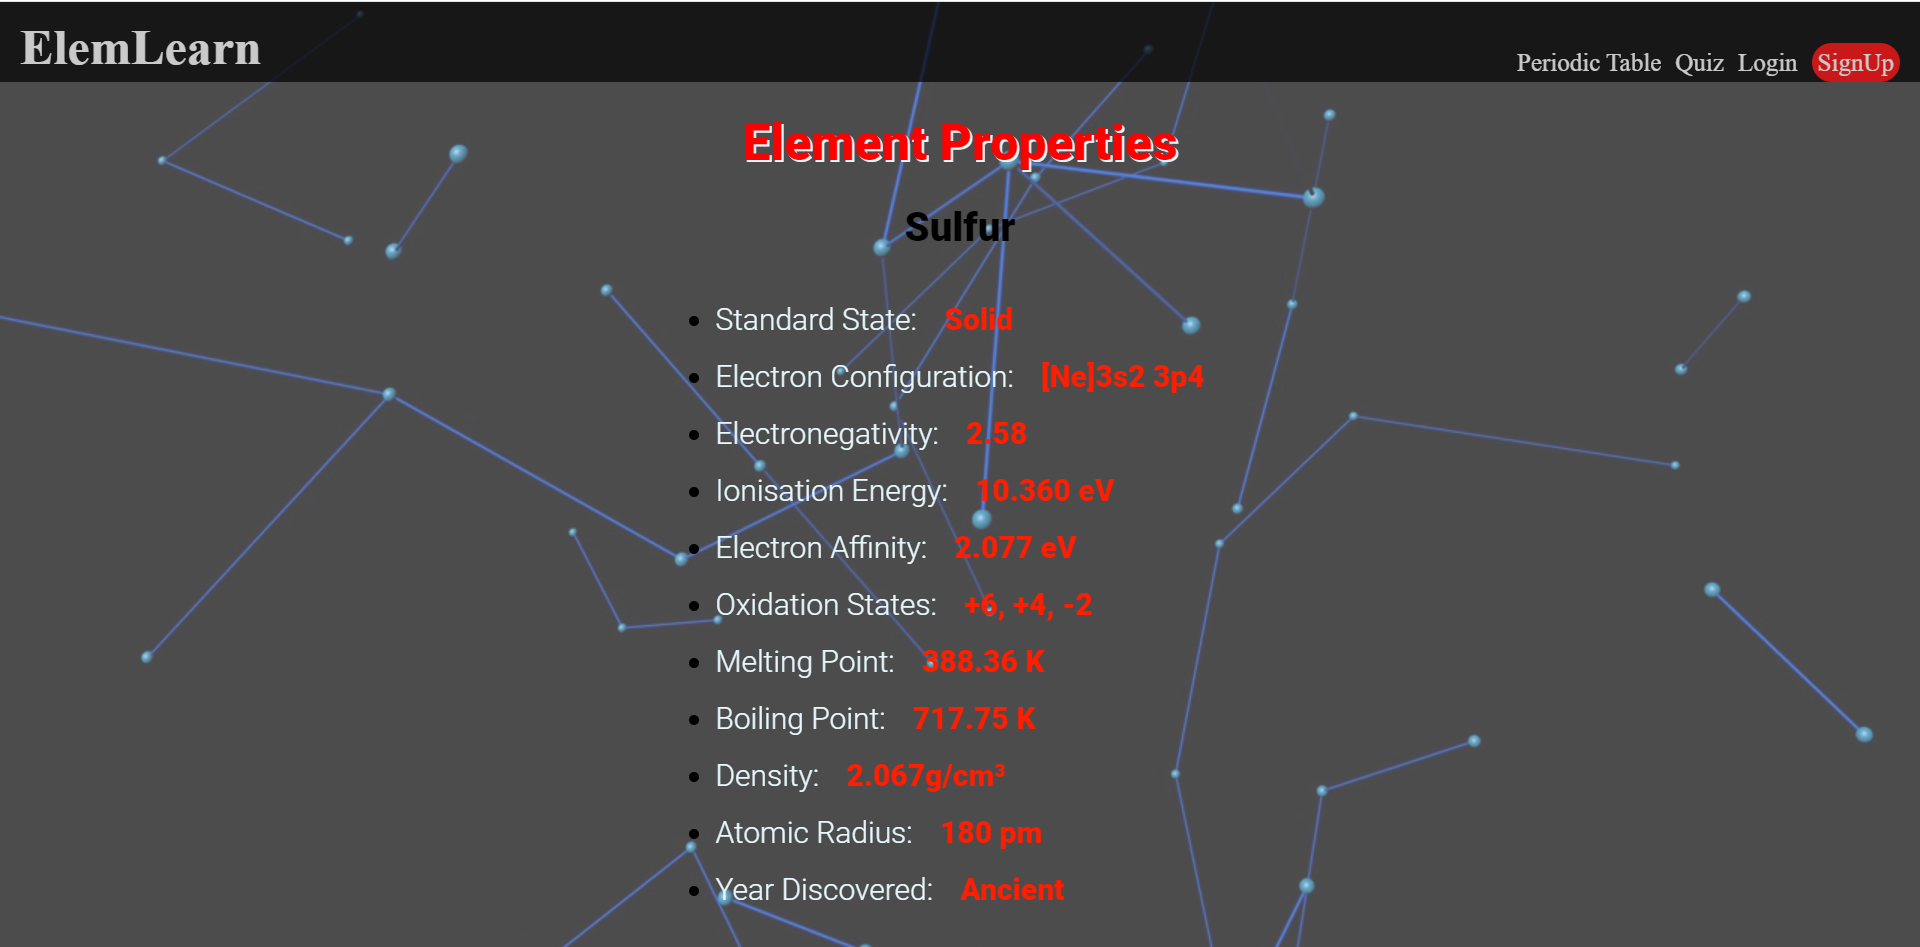 ElemLearn
Periodic Table Quiz Login SignUp
Element Properties
Sulfur
Standard State: Solid
Electron Configuration: [Ne]3s2 3p4
Electronegativity: 2.58
Ionisation Energy: 10.360 eV
Electron Affinity: 2.077 eV
Oxidation States: +6, +4, -2
Melting Point: 388.36 K
Boiling Point: 717.75 K
Density: 2.067g/cm³
Atomic Radius: 180 pm
Year Discovered: Ancient